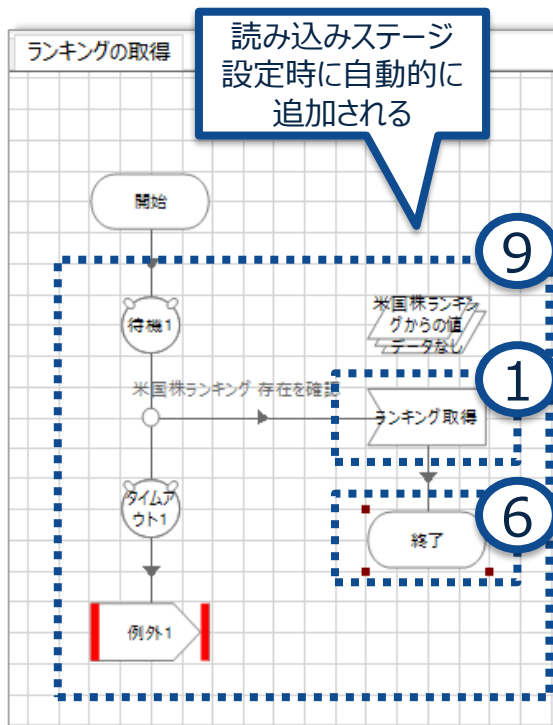 ランキングの取得
読み込みステージ
設定時に自動的に
追加される
開始
⑨
待機1
米国株ランキン
グからの値
データなし
米国株ランキング 存在を確認
①
ランキング取得
タイムア
ウト1
⑥
終了
例外1